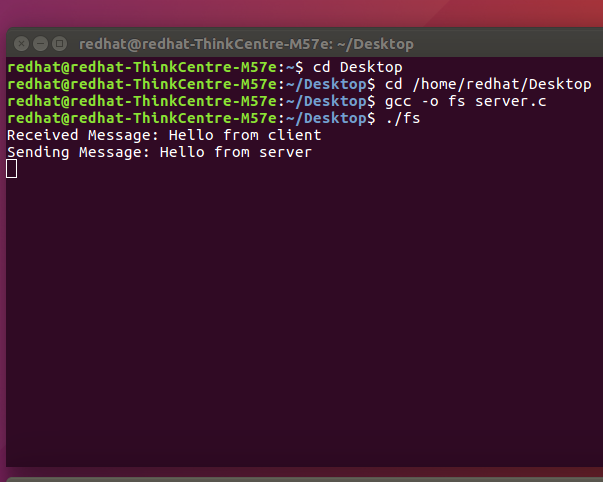 redhat@redhat-ThinkCentre-M57e: ~/Desktop
redhat@redhat-ThinkCentre-M57e:~$ cd Desktop
redhat@redhat-ThinkCentre-M57e:~/Desktop$ cd /home/redhat/Desktop
redhat@redhat-ThinkCentre-M57e:~/Desktop$ gcc -o fs server.c
redhat@redhat-ThinkCentre-M57e:~/Desktop$ ./fs
Received Message: Hello from client
Sending Message: Hello from server